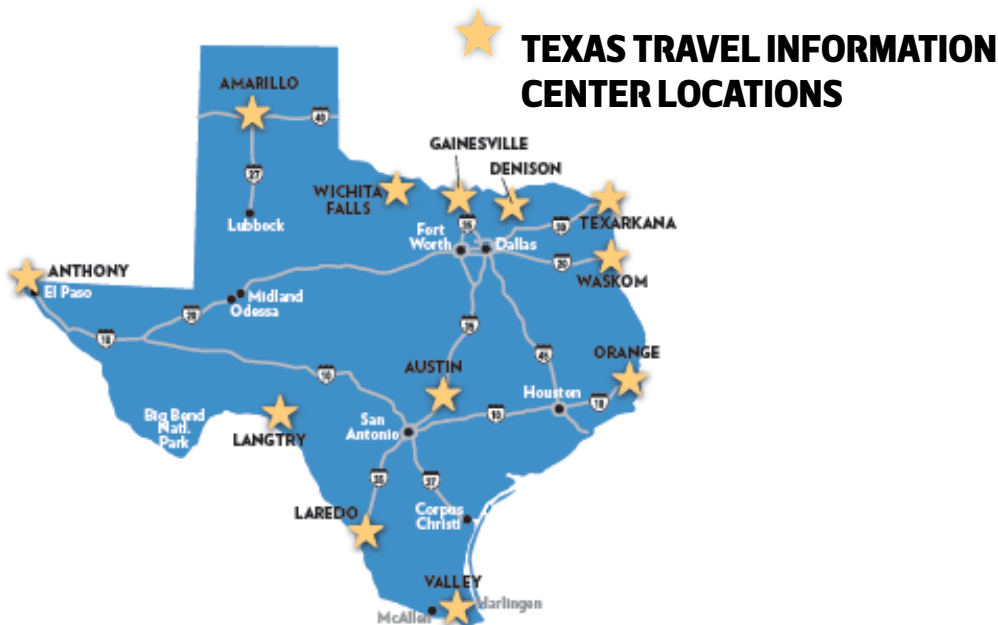 TEXAS TRAVEL INFORMATION
CENTER LOCATIONS
AMARILLO
40
27
Lubbock
GAINESVILLE
DENISON
WICHITA
FALLS
35
Fort
Worth
Dallas
30
TEXARKANA
20
WASKOM
ANTHONY
El Paso
Midland
Odessa
20
10
35
45
ORANGE
10
AUSTIN
Houston
10
10
Big Bend
Natl.
Park
LANGTRY
San
Antonio
35
37
LAREDO
Corpus
Christi
VALLEY
Harlingen
McAllen